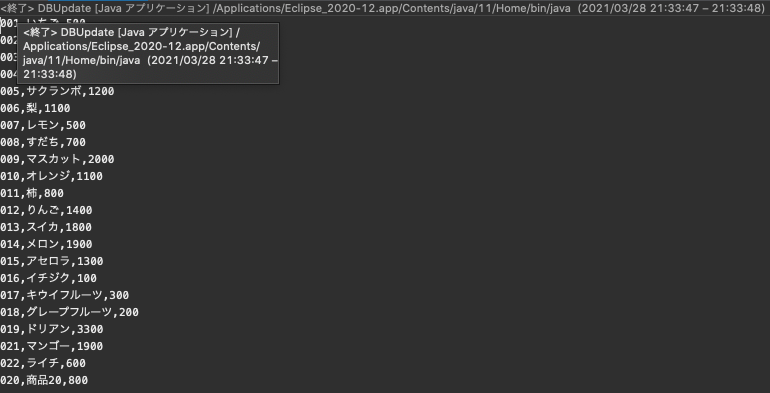 <終了> DBUpdate [Java アプリケーション] /Applications/Eclipse_2020-12.app/Contents/java/11/Home/bin/java  (2021/03/28 21:33:47 – 21:33:48)
001,いちご,500
<終了> DBUpdate [Java アプリケーション] /
Applications/Eclipse_2020-12.app/Contents/
java/11/Home/bin/java  (2021/03/28 21:33:47 –
21:33:48)
002
003
004
005,サクランボ,1200
006,梨,1100
007,レモン,500
008,すだち,700
009,マスカット,2000
010,オレンジ,1100
011,柿,800
012,りんご,1400
013,スイカ,1800
014,メロン,1900
015,アセロラ,1300
016,イチジク,100
017,キウイフルーツ,300
018,グレープフルーツ,200
019,ドリアン,3300
021,マンゴー,1900
022,ライチ,600
020,商品20,800